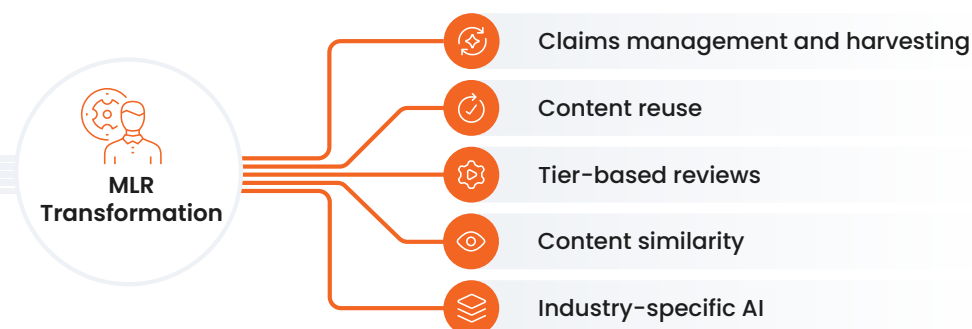 MLR
Transformation
Claims management and harvesting
Content reuse
Tier-based reviews
Content similarity
Industry-specific AI